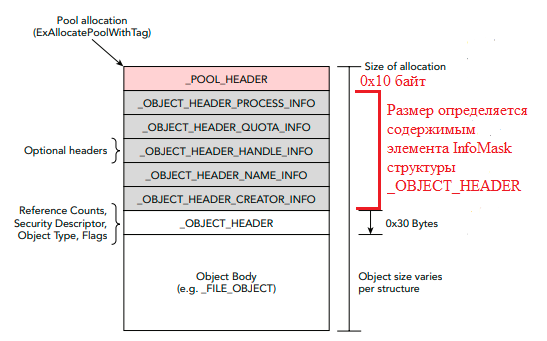 Pool allocation
(ExAllocatePoolWithTag)
Size of allocation
0x10 байт
_POOL_HEADER
_OBJECT_HEADER_PROCESS_INFO
_OBJECT_HEADER_QUOTA_INFO
Optional headers
_OBJECT_HEADER_HANDLE_INFO
_OBJECT_HEADER_NAME_INFO
_OBJECT_HEADER_CREATOR_INFO
Размер определяется
содержимым
элемента InfoMask
структуры
_OBJECT_HEADER
Reference Counts,
Security Descriptor,
Object Type, Flags
_OBJECT_HEADER
0x30 Bytes
Object Body
(e.g. _FILE_OBJECT)
Object size varies
per structure